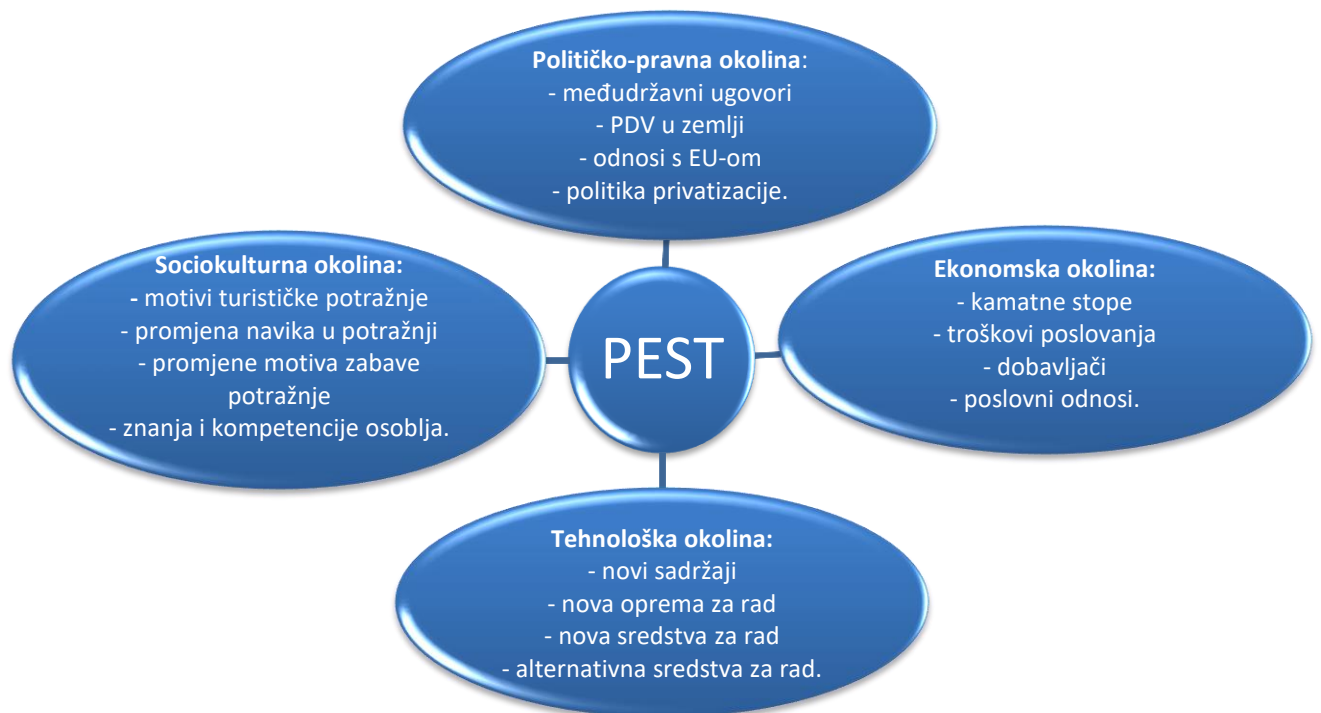 Političko-pravna okolina:
- međudržavni ugovori
- PDV u zemlji
- odnosi s EU-om
- politika privatizacije.
Sociokulturna okolina:
- motivi turističke potražnje
- promjena navika u potražnji
- promjene motiva zabave
potražnje
- znanja i kompetencije osoblja.
PEST
Ekonomska okolina:
- kamatne stope
- troškovi poslovanja
- dobavljači
- poslovni odnosi.
Tehnološka okolina:
- novi sadržaji
- nova oprema za rad
- nova sredstva za rad
- alternativna sredstva za rad.